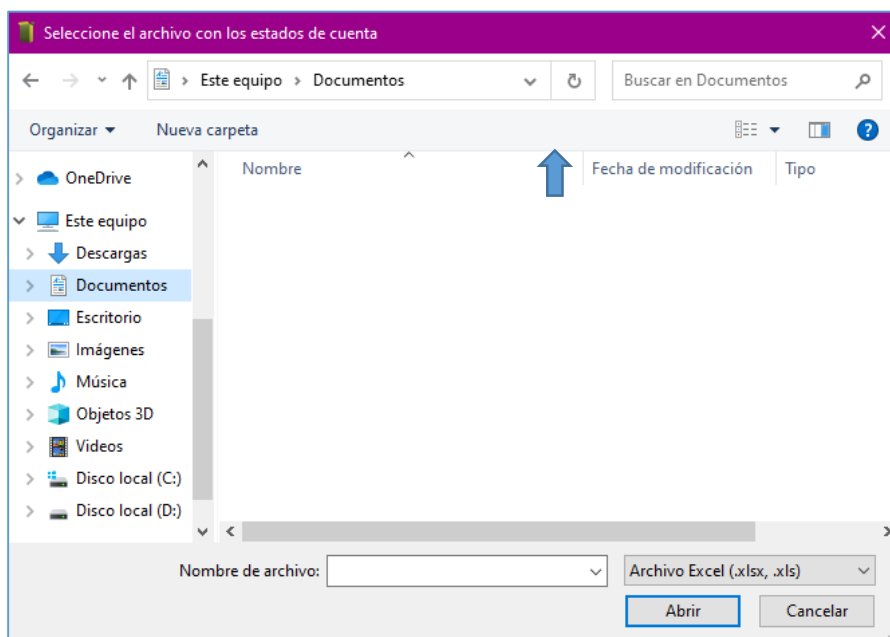 Seleccione el archivo con los estados de cuenta
Este equipo > Documentos
Buscar en Documentos
Organizar
Nueva carpeta
Nombre
Fecha de modificación
Tipo
OneDrive
Este equipo
Descargas
Documentos
Escritorio
Imágenes
Música
Objetos 3D
Videos
Disco local (C:)
Disco local (D:)
Nombre de archivo:
Archivo Excel (.xlsx, .xls)
Abrir
Cancelar